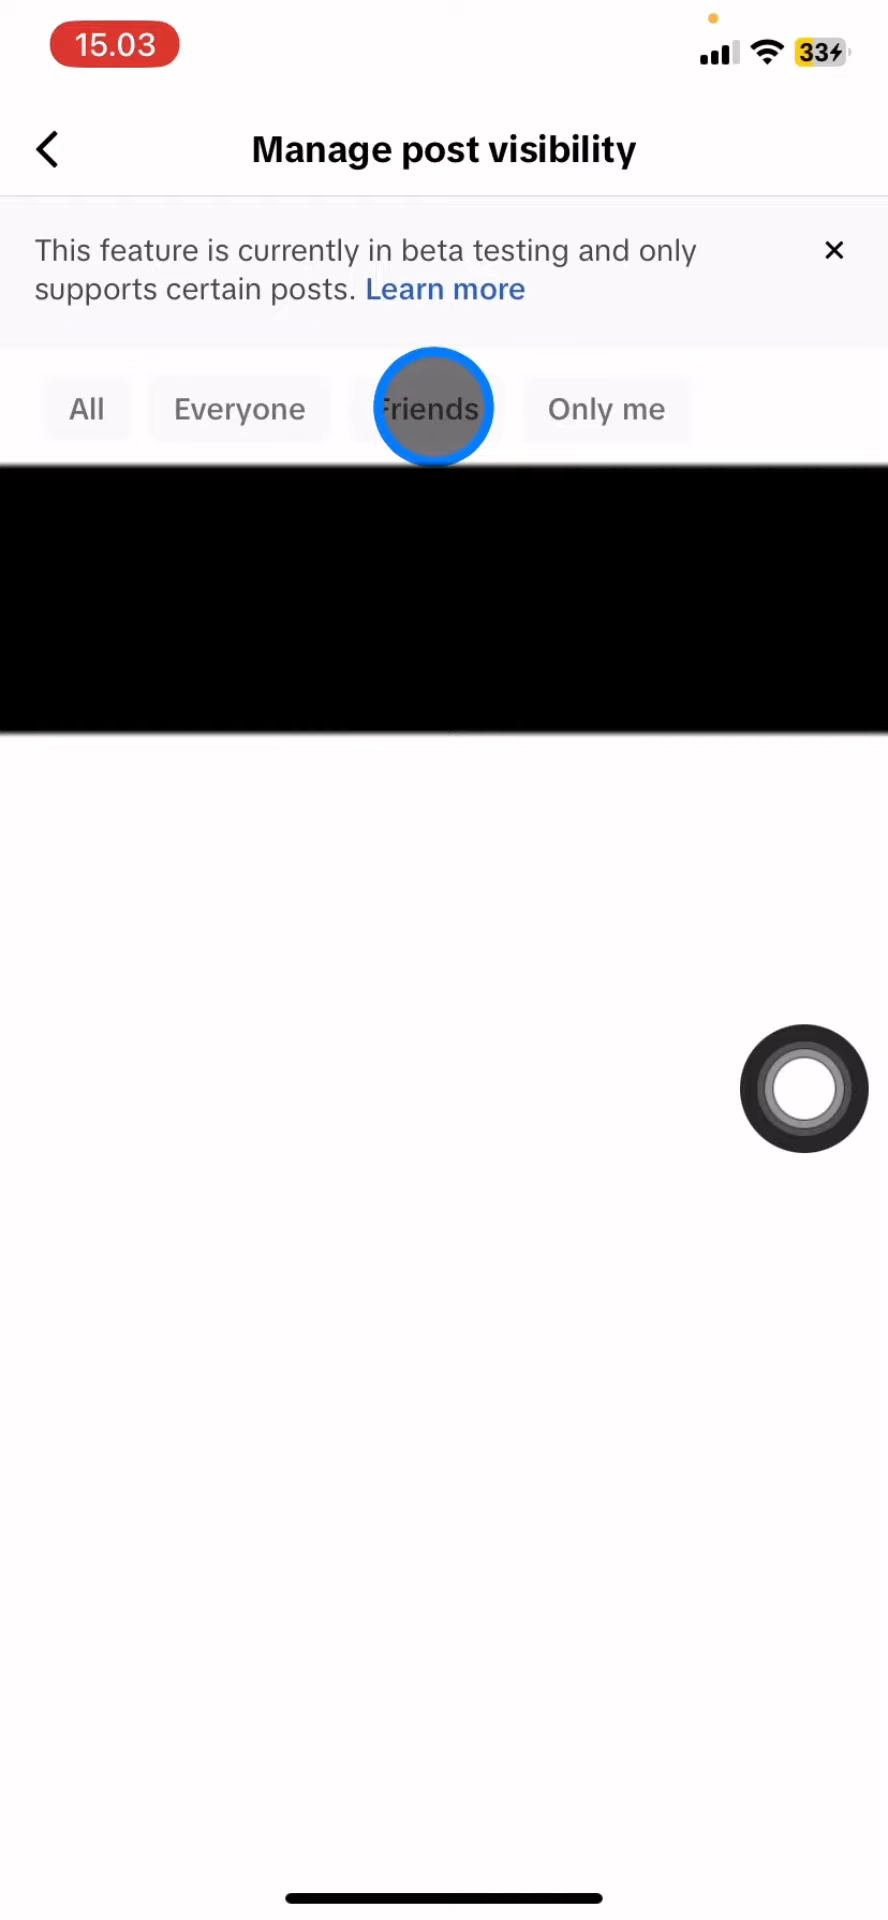 15.03
33
Manage post visibility
This feature is currently in beta testing and only
supports certain posts. Learn more
All
Everyone
Friends
Only me